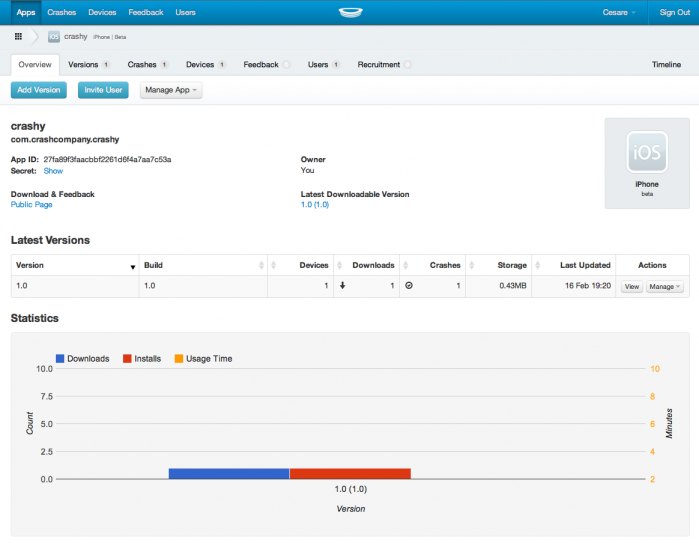 Apps Crashes Devices Feedback Users Cesare Sign Out
iOS crashy iPhone | Beta
Overview Versions 1 Crashes 1 Devices 1 Feedback Users 1 Recruitment Timeline
Add Version Invite User Manage App
crashy
com.crashcompany.crashy
App ID: 27fa89f3faacbbf2261d6f4a7aa7c53a Owner
Secret: Show You
Download & Feedback Latest Downloadable Version
Public Page 1.0 (1.0)
iOS
iPhone
beta
Latest Versions
Version Build Devices Downloads Crashes Storage Last Updated Actions
1.0 1.0 1 1 1 0.43MB 16 Feb 19:20 View Manage
Statistics
Downloads Installs Usage Time
10.0 10
7.5 8
5.0 6
2.5 4
0.0 2
Count
Minutes
1.0 (1.0)
Version